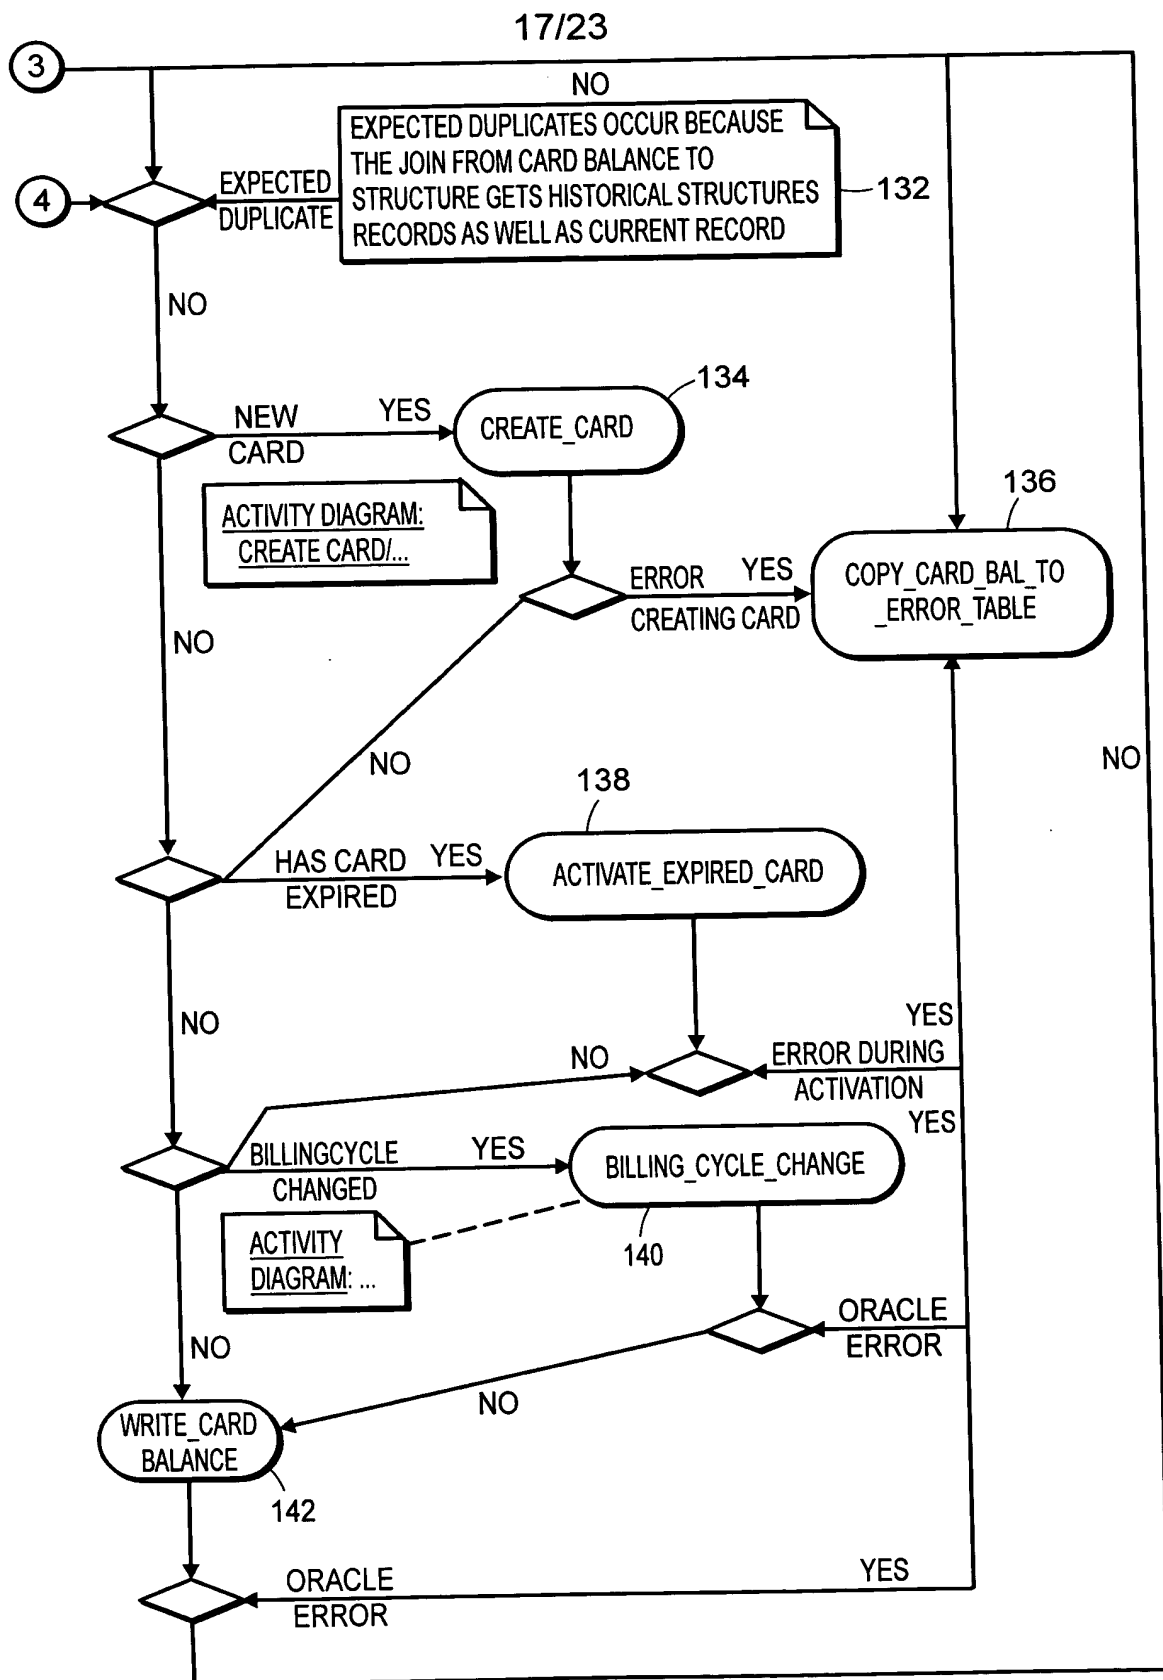 17/23
3
NO
EXPECTED DUPLICATES OCCUR BECAUSE
THE JOIN FROM CARD BALANCE TO
STRUCTURE GETS HISTORICAL STRUCTURES
RECORDS AS WELL AS CURRENT RECORD
132
4
EXPECTED
DUPLICATE
NO
134
NEW
CARD
YES
CREATE_CARD
136
ACTIVITY DIAGRAM:
CREATE CARD/...
ERROR
CREATING CARD
YES
COPY_CARD_BAL_TO
_ERROR_TABLE
NO
NO
NO
138
HAS CARD
EXPIRED
YES
ACTIVATE_EXPIRED_CARD
NO
YES
NO
ERROR DURING
ACTIVATION
YES
BILLINGCYCLE
CHANGED
YES
BILLING_CYCLE_CHANGE
140
ACTIVITY
DIAGRAM: ...
ORACLE
ERROR
NO
NO
WRITE_CARD
BALANCE
142
ORACLE
ERROR
YES